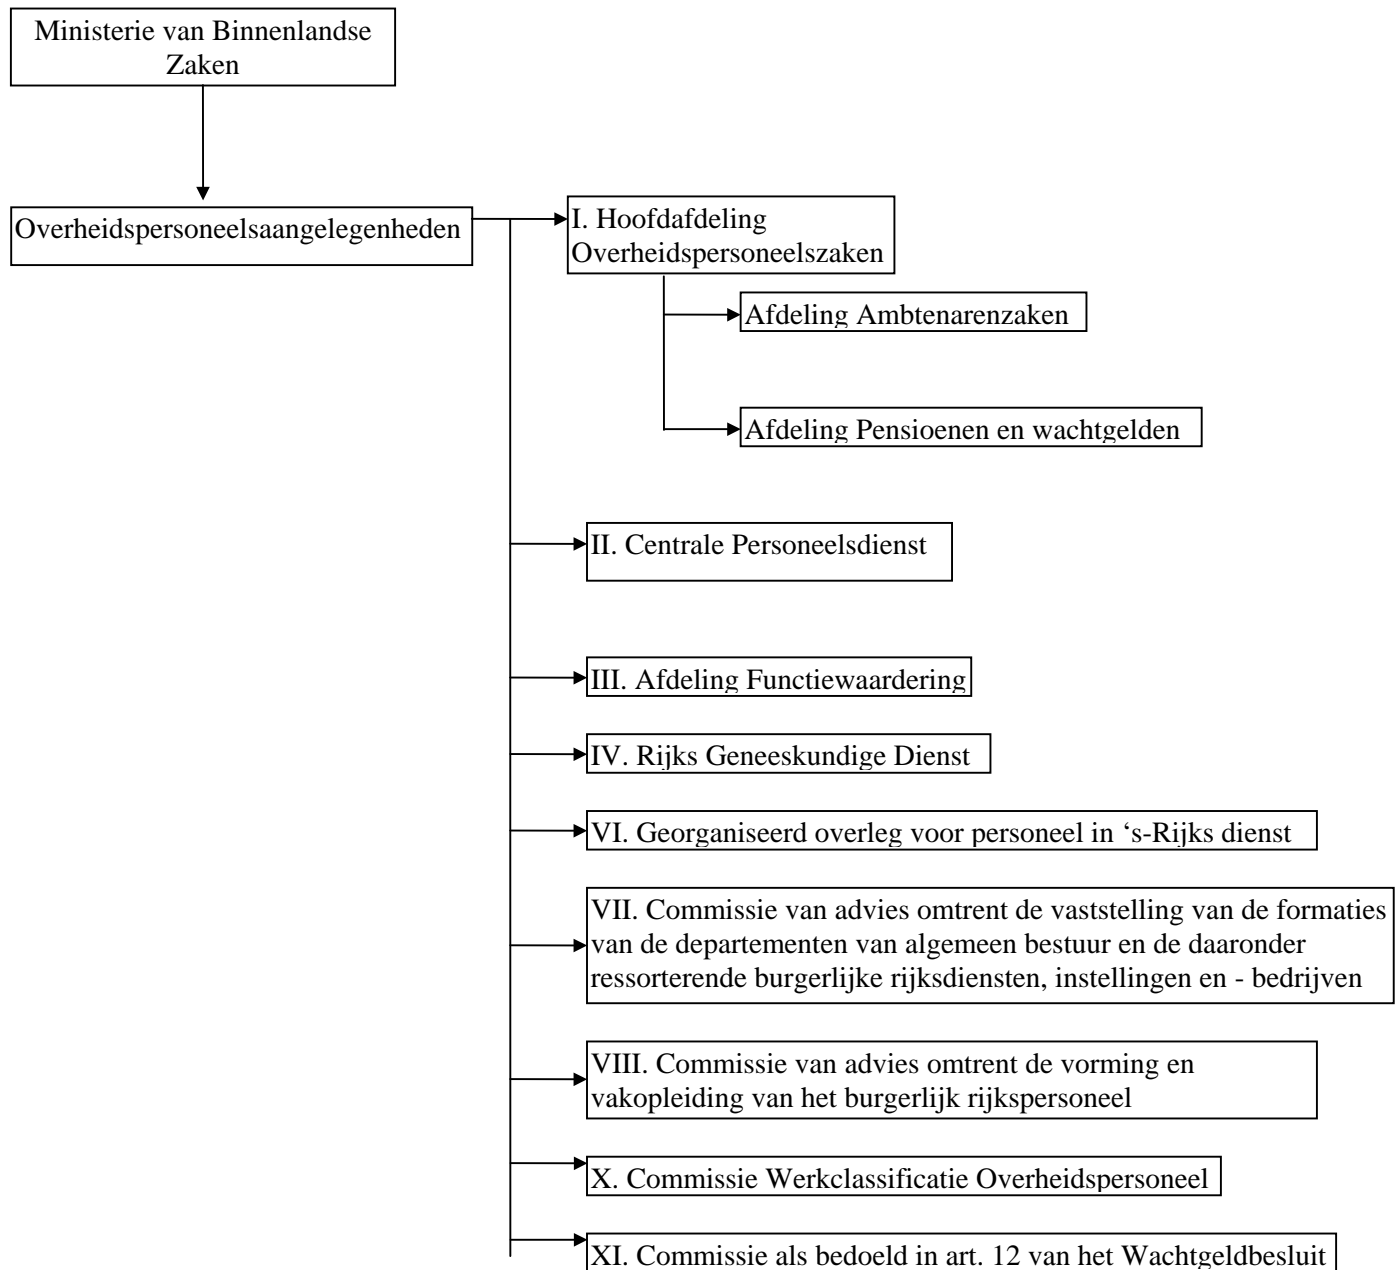 Ministerie van Binnenlandse
Zaken
Overheidspersoneelsaangelegenheden
I. Hoofdafdeling
Overheidspersoneelszaken
Afdeling Ambtenarenzaken
Afdeling Pensioenen en wachtgelden
II. Centrale Personeelsdienst
III. Afdeling Functiewaardering
IV. Rijks Geneeskundige Dienst
VI. Georganiseerd overleg voor personeel in ‘s-Rijks dienst
VII. Commissie van advies omtrent de vaststelling van de formaties
van de departementen van algemeen bestuur en de daaronder
ressorterende burgerlijke rijksdiensten, instellingen en - bedrijven
VIII. Commissie van advies omtrent de vorming en
vakopleiding van het burgerlijk rijkspersoneel
X. Commissie Werkclassificatie Overheidspersoneel
XI. Commissie als bedoeld in art. 12 van het Wachtgeldbesluit